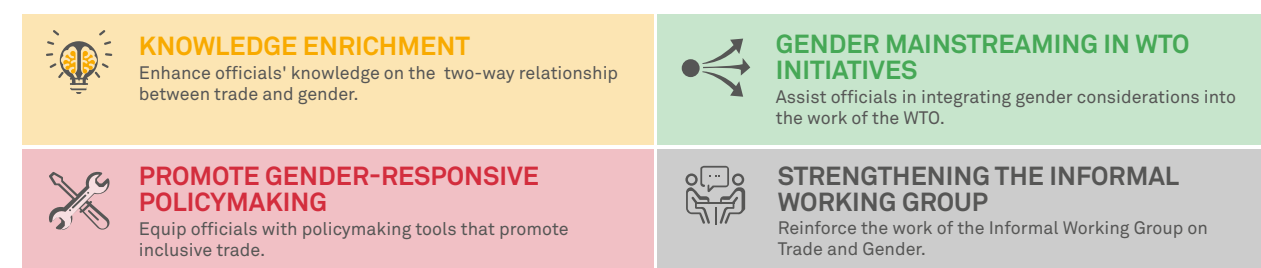 KNOWLEDGE ENRICHMENT
Enhance officials' knowledge on the two-way relationship
between trade and gender.
GENDER MAINSTREAMING IN WTO
INITIATIVES
Assist officials in integrating gender considerations into
the work of the WTO.
PROMOTE GENDER-RESPONSIVE
POLICYMAKING
Equip officials with policymaking tools that promote
inclusive trade.
STRENGTHENING THE INFORMAL
WORKING GROUP
Reinforce the work of the Informal Working Group on
Trade and Gender.